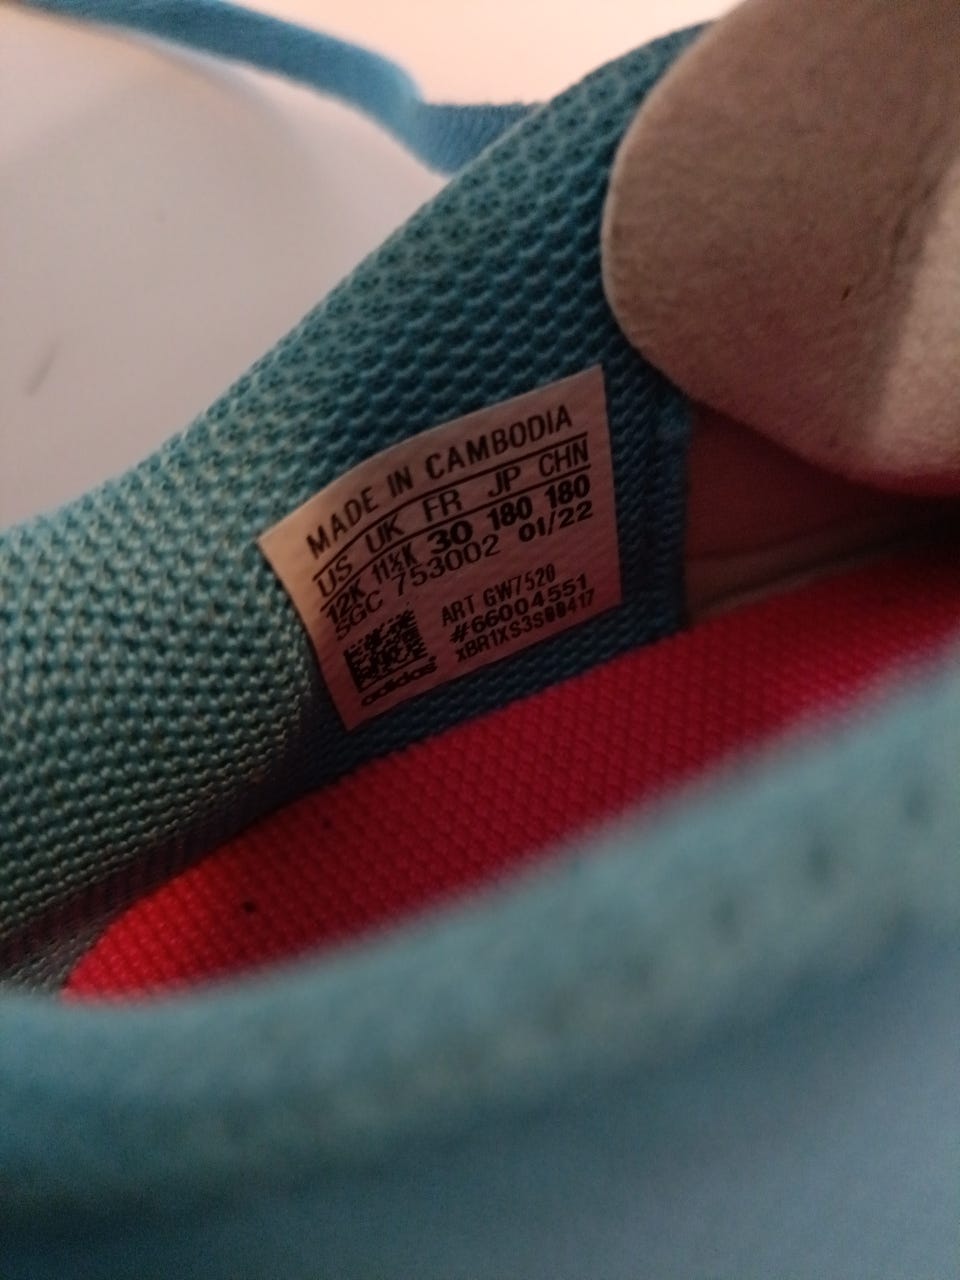 MADE IN CAMBODIA
US UK FR JP CHN
12K 11½K 30 180 180
SGC 753002 01/22
ART GW7520
#66004551
xBR1XS3S00417
adidas